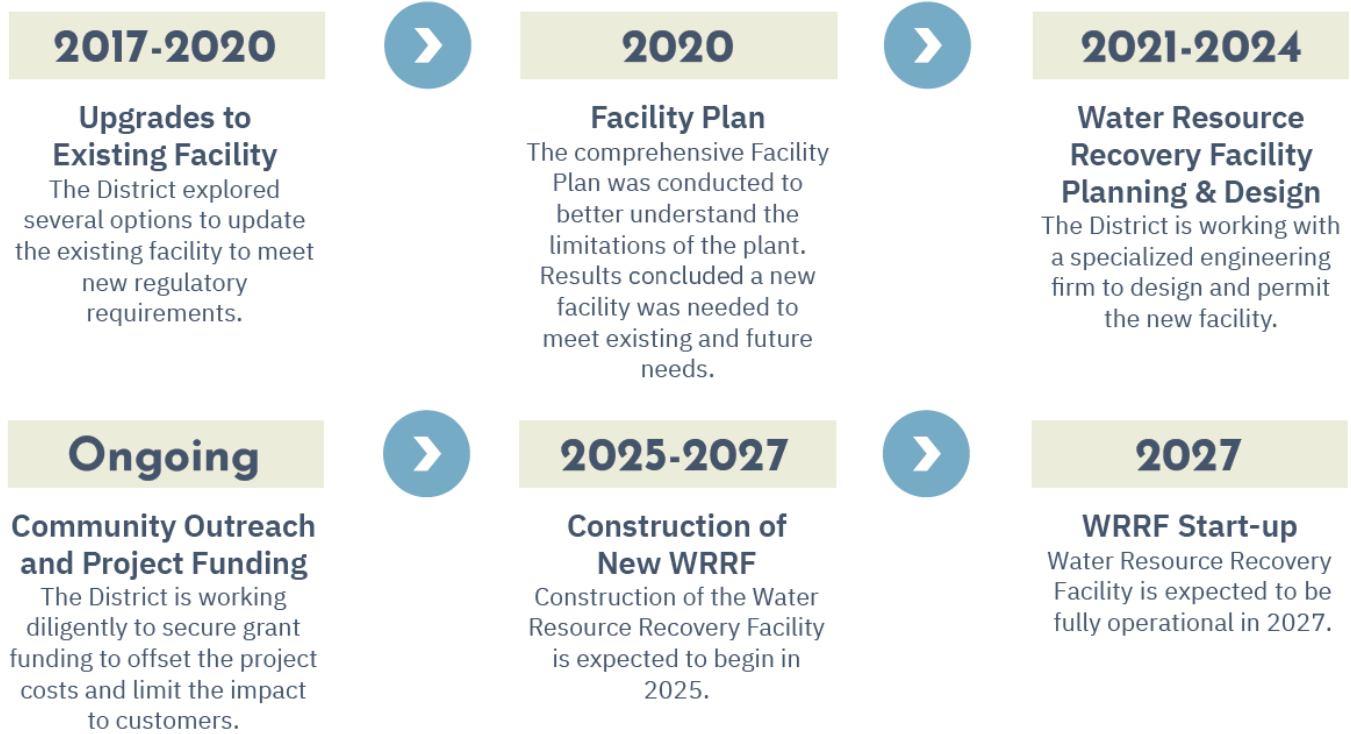 2017-2020
Upgrades to
Existing Facility
The District explored
several options to update
the existing facility to meet
new regulatory
requirements.
2020
Facility Plan
The comprehensive Facility
Plan was conducted to
better understand the
limitations of the plant.
Results concluded a new
facility was needed to
meet existing and future
needs.
2021-2024
Water Resource
Recovery Facility
Planning & Design
The District is working with
a specialized engineering
firm to design and permit
the new facility.
Ongoing
Community Outreach
and Project Funding
The District is working
diligently to secure grant
funding to offset the project
costs and limit the impact
to customers.
2025-2027
Construction of
New WRRF
Construction of the Water
Resource Recovery Facility
is expected to begin in
2025.
2027
WRRF Start-up
Water Resource Recovery
Facility is expected to be
fully operational in 2027.